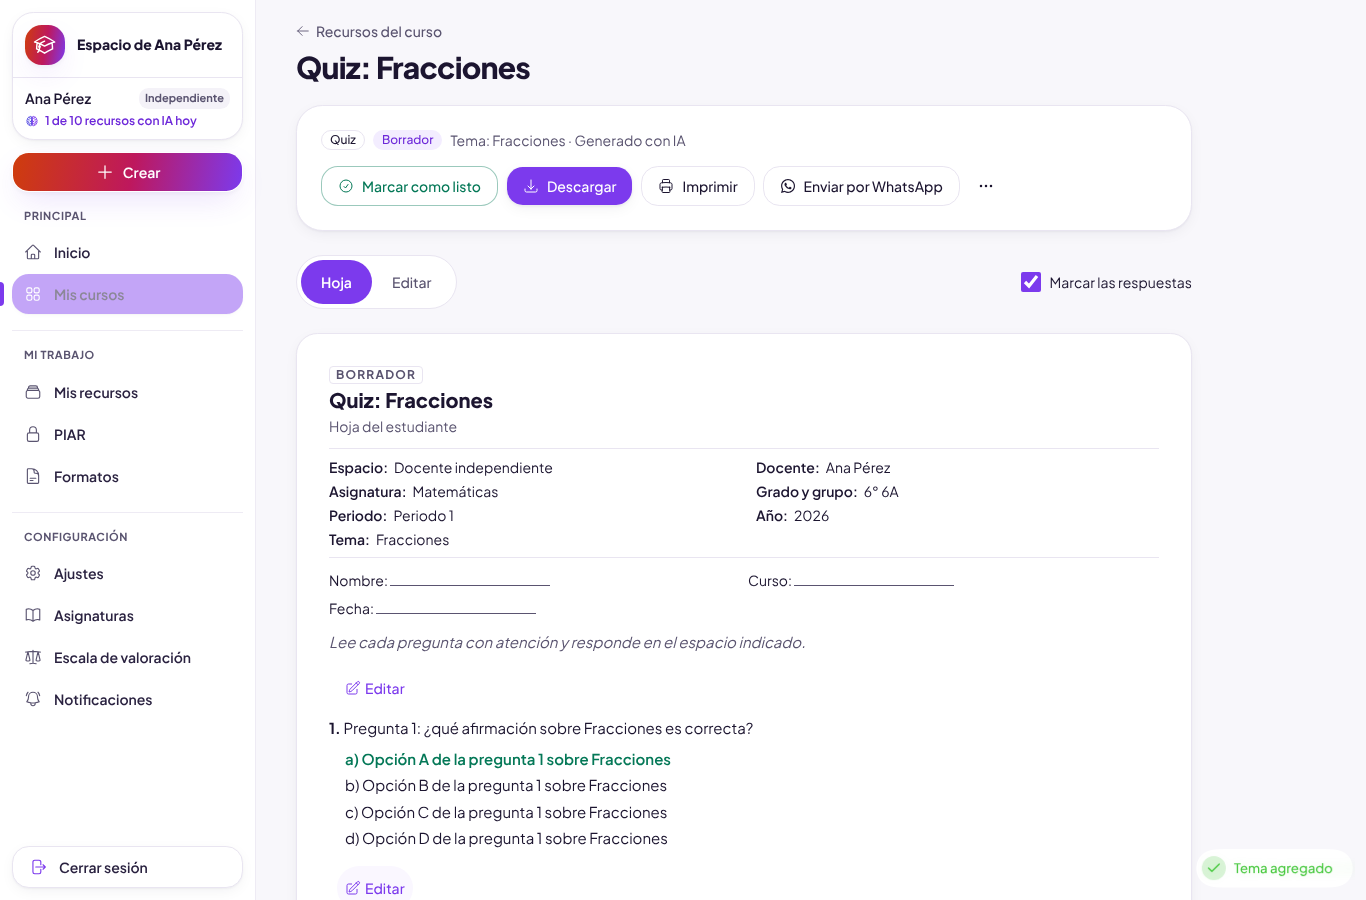 Espacio de Ana Pérez
Ana Pérez
Independiente
1 de 10 recursos con IA hoy
Crear
PRINCIPAL
Inicio
Mis cursos
MI TRABAJO
Mis recursos
PIAR
Formatos
CONFIGURACIÓN
Ajustes
Asignaturas
Escala de valoración
Notificaciones
Cerrar sesión
Recursos del curso
Quiz: Fracciones
Quiz Borrador Tema: Fracciones · Generado con IA
Marcar como listo Descargar Imprimir Enviar por WhatsApp ···
Hoja Editar Marcar las respuestas
BORRADOR
Quiz: Fracciones
Hoja del estudiante
Espacio: Docente independiente Docente: Ana Pérez
Asignatura: Matemáticas Grado y grupo: 6° 6A
Periodo: Periodo 1 Año: 2026
Tema: Fracciones
Nombre: Curso:
Fecha:
Lee cada pregunta con atención y responde en el espacio indicado.
Editar
1. Pregunta 1: ¿qué afirmación sobre Fracciones es correcta?
a) Opción A de la pregunta 1 sobre Fracciones
b) Opción B de la pregunta 1 sobre Fracciones
c) Opción C de la pregunta 1 sobre Fracciones
d) Opción D de la pregunta 1 sobre Fracciones
Editar
Tema agregado